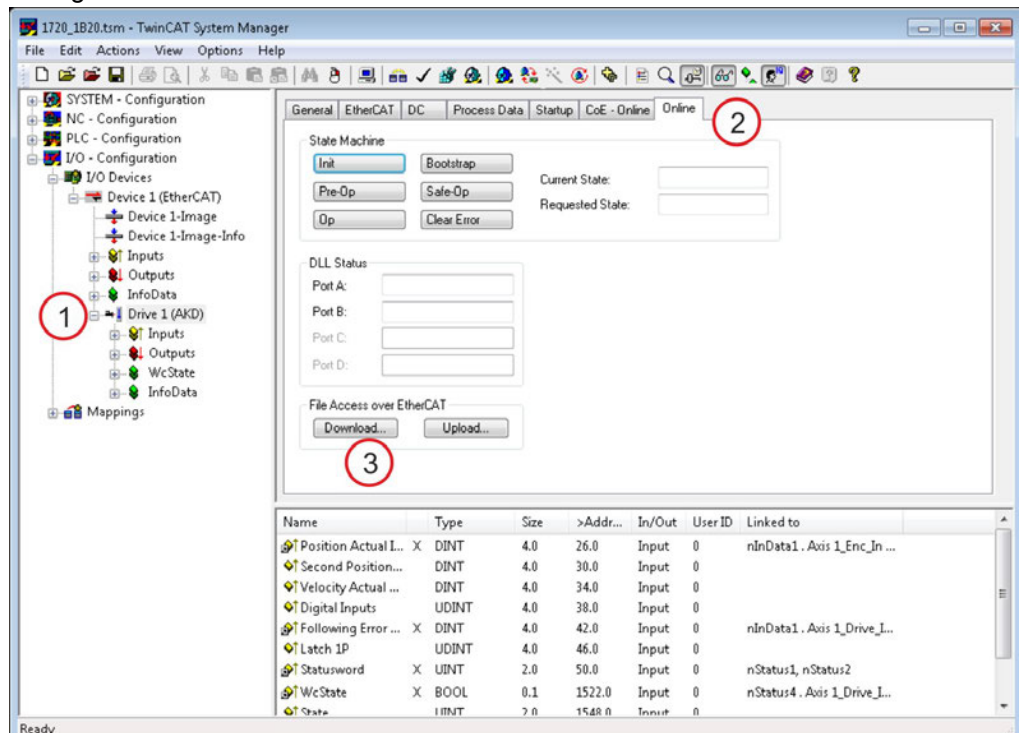 1720_1B20.tsm - TwinCAT System Manager
File Edit Actions View Options Help
SYSTEM - Configuration
NC - Configuration
PLC - Configuration
I/O - Configuration
I/O Devices
Device 1 (EtherCAT)
Device 1-Image
Device 1-Image-Info
Inputs
Outputs
InfoData
1
Drive 1 (AKD)
Inputs
Outputs
WcState
InfoData
Mappings
General EtherCAT DC Process Data Startup CoE - Online Online
2
State Machine
Init Bootstrap
Pre-Op Safe-Op
Op Clear Error
Current State:
Requested State:
DLL Status
Port A:
Port B:
Port C:
Port D:
File Access over EtherCAT
Download... Upload...
3
Name Type Size >Addr... In/Out User ID Linked to
Position Actual I... X DINT 4.0 26.0 Input 0 nInData1 . Axis 1_Enc_In ...
Second Position... DINT 4.0 30.0 Input 0
Velocity Actual ... DINT 4.0 34.0 Input 0
Digital Inputs UDINT 4.0 38.0 Input 0
Following Error ... X DINT 4.0 42.0 Input 0 nInData1 . Axis 1_Drive_I...
Latch 1P UDINT 4.0 46.0 Input 0
Statusword X UINT 2.0 50.0 Input 0 nStatus1, nStatus2
WcState X BOOL 0.1 1522.0 Input 0 nStatus4 . Axis 1_Drive_I...
State UINT 2.0 1548.0 Input 0
Ready